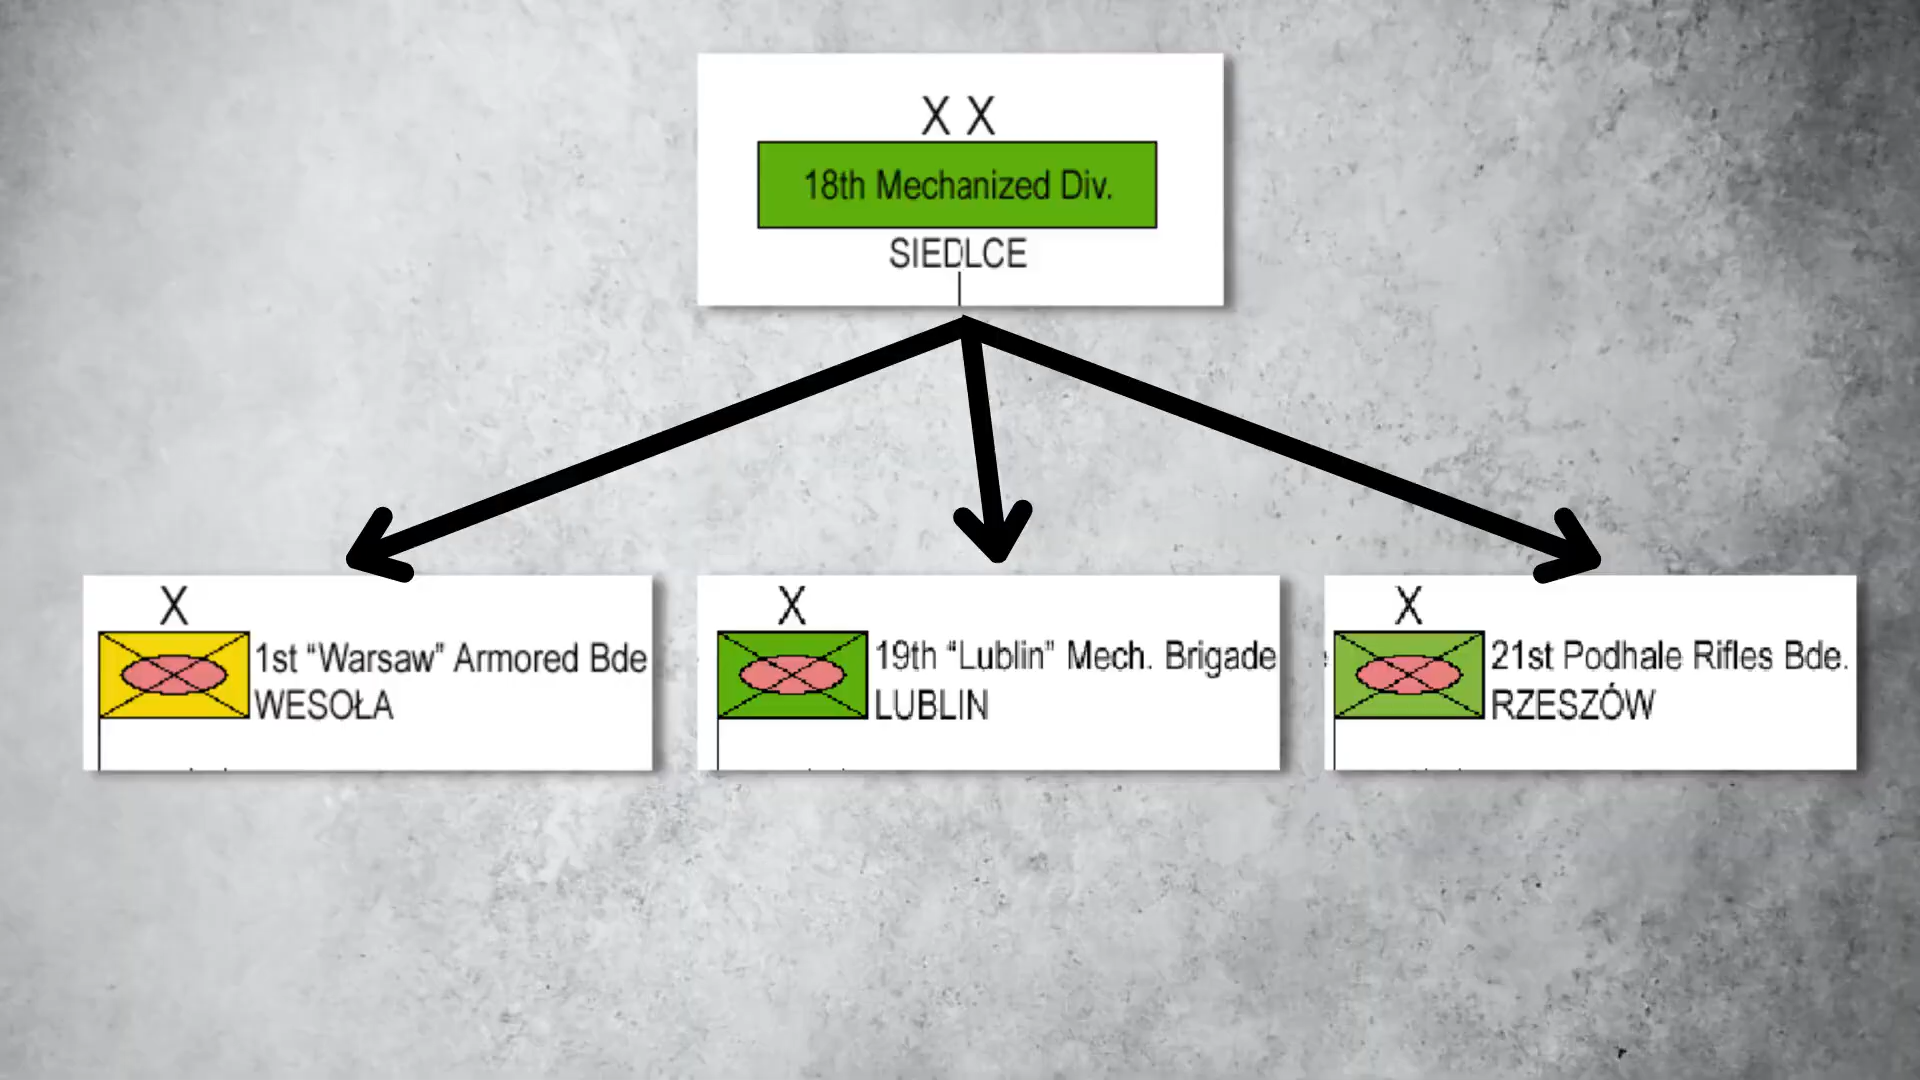 X X
18th Mechanized Div.
SIEDLCE
X
1st “Warsaw” Armored Bde
WESOŁA
X
19th “Lublin” Mech. Brigade
LUBLIN
X
21st Podhale Rifles Bde.
RZESZÓW